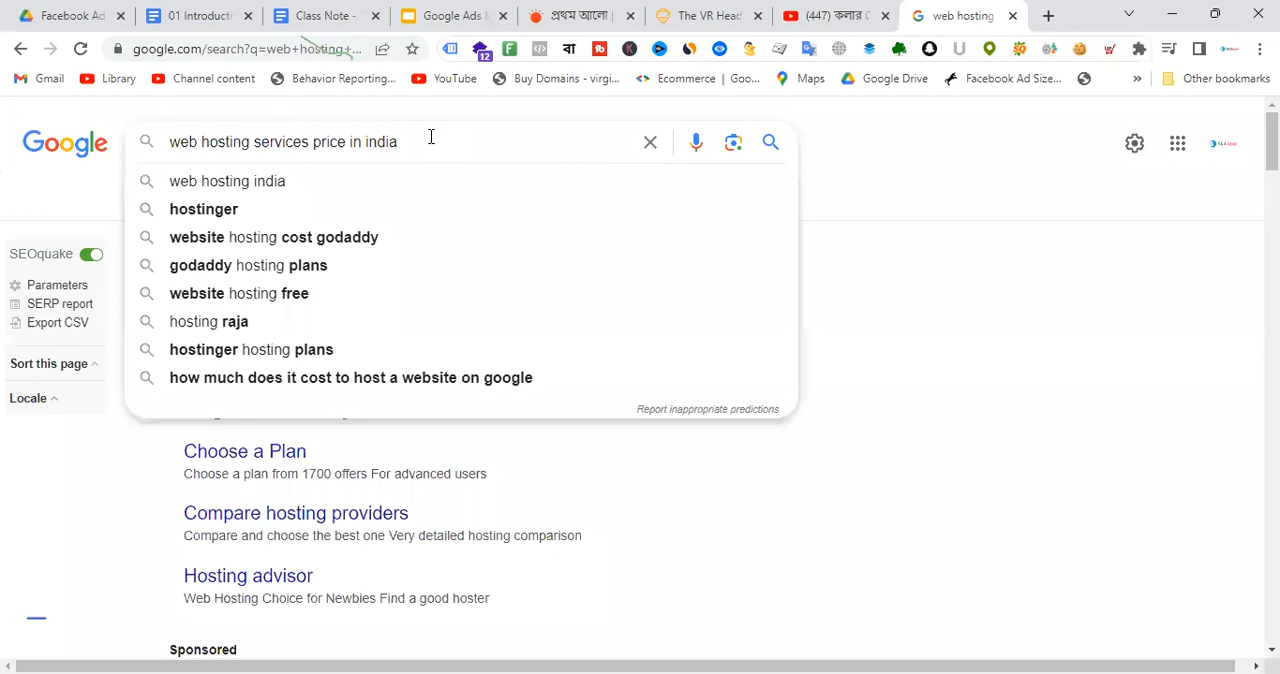 Facebook Ad
01 Introducti
Class Note -
Google Ads
প্রথম আলো
The VR Head
(447) কলার
web hosting
google.com/search?q=web+hosting+...
12
বা
Gmail
Library
Channel content
Behavior Reporting...
YouTube
Buy Domains - virgi...
Ecommerce | Goo...
Maps
Google Drive
Facebook Ad Size...
»
Other bookmarks
Google
web hosting services price in india
web hosting india
hostinger
website hosting cost godaddy
godaddy hosting plans
website hosting free
hosting raja
hostinger hosting plans
how much does it cost to host a website on google
Report inappropriate predictions
SEOquake
Parameters
SERP report
Export CSV
Sort this page
Locale
Choose a Plan
Choose a plan from 1700 offers For advanced users
Compare hosting providers
Compare and choose the best one Very detailed hosting comparison
Hosting advisor
Web Hosting Choice for Newbies Find a good hoster
Sponsored